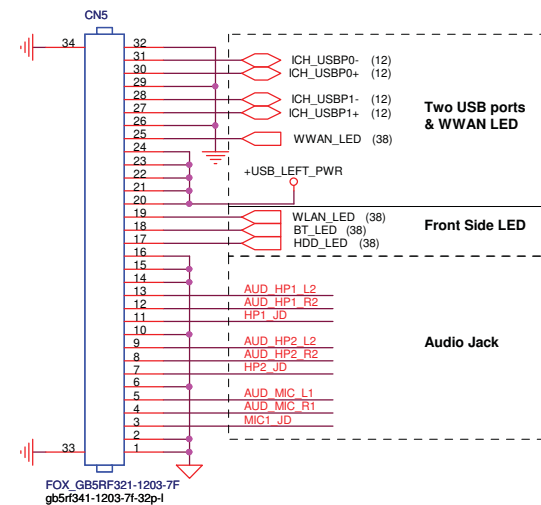 CN5
34
32
31 ICH_USBP0- (12)
30 ICH_USBP0+ (12)
29
28 ICH_USBP1- (12)
27 ICH_USBP1+ (12)
26
25 WWAN_LED (38)
Two USB ports
& WWAN LED
24
23
22
21
20
+USB_LEFT_PWR
19 WLAN_LED (38)
18 BT_LED (38)
17 HDD_LED (38)
Front Side LED
16
15
14
13 AUD_HP1_L2
12 AUD_HP1_R2
11 HP1_JD
10
9 AUD_HP2_L2
8 AUD_HP2_R2
7 HP2_JD
Audio Jack
6
5 AUD_MIC_L1
4 AUD_MIC_R1
3 MIC1_JD
2
1
33
FOX_GB5RF321-1203-7F
gb5rf341-1203-7f-32p-l